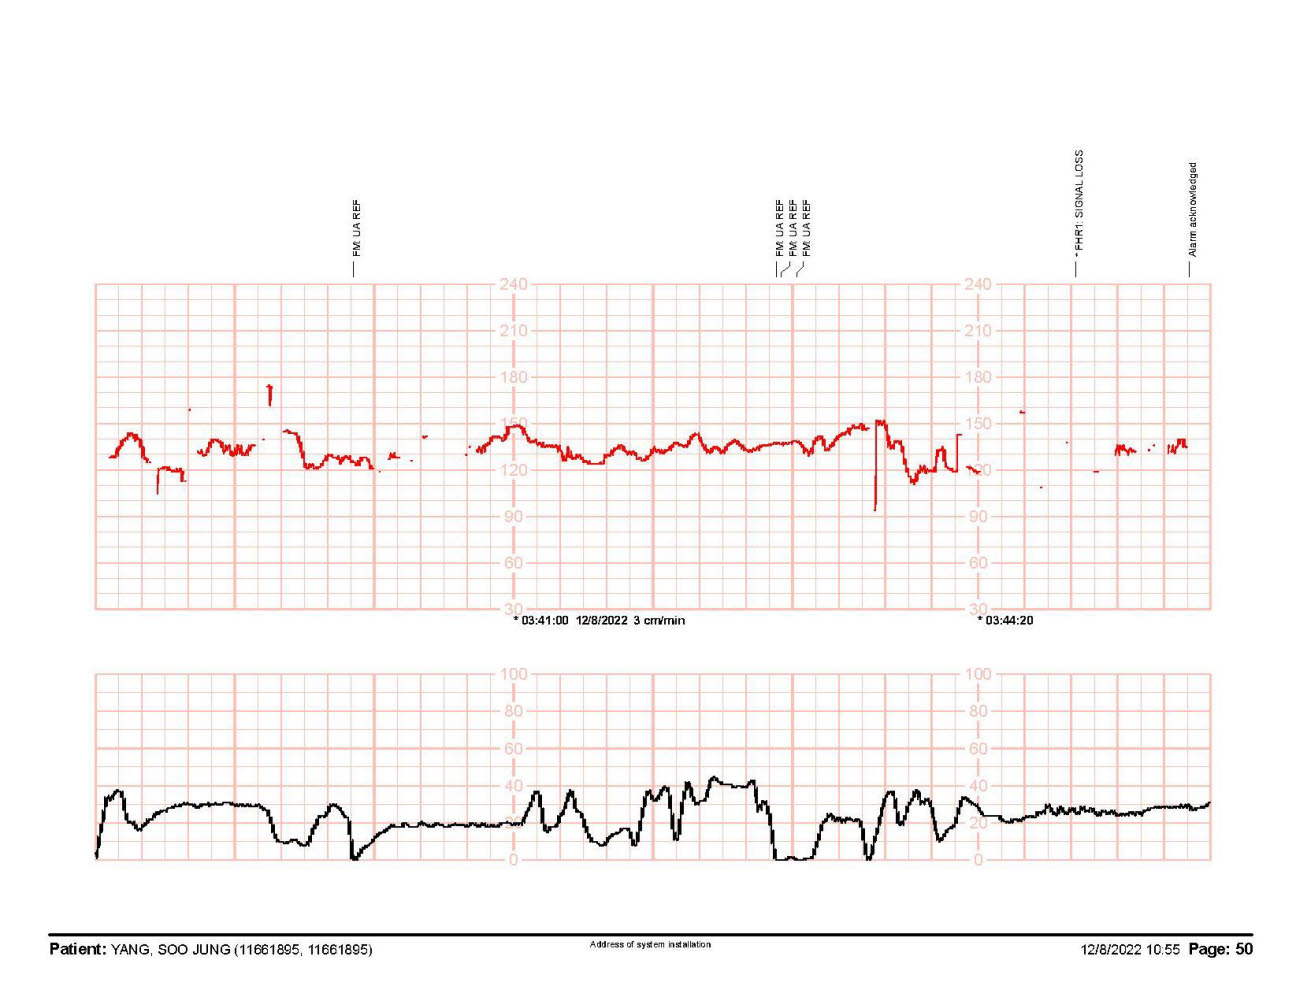 FM: UA REF
FM: UA REF
FM: UA REF
FM: UA REF
* FHR1: SIGNAL LOSS
Alarm acknowledged
240 240
210 210
180 180
150 150
120 120
90 90
60 60
30 30
* 03:41:00 12/8/2022 3 cm/min * 03:44:20
100 100
80 80
60 60
40 40
20 20
0 0
Patient: YANG, SOO JUNG (11661895, 11661895) Address of system installation 12/8/2022 10:55 Page: 50